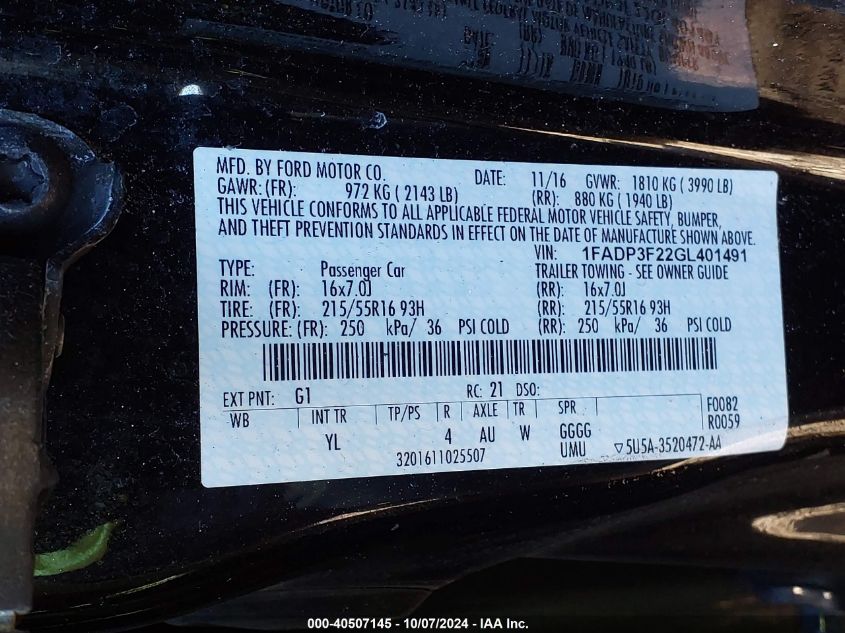 MFD. BY FORD MOTOR CO. DATE: 11/16 GVWR: 1810 KG ( 3990 LB)
GAWR: (FR): 972 KG ( 2143 LB) (RR): 880 KG ( 1940 LB)
THIS VEHICLE CONFORMS TO ALL APPLICABLE FEDERAL MOTOR VEHICLE SAFETY, BUMPER,
AND THEFT PREVENTION STANDARDS IN EFFECT ON THE DATE OF MANUFACTURE SHOWN ABOVE.
VIN: 1FADP3F22GL401491
TYPE: Passenger Car TRAILER TOWING - SEE OWNER GUIDE
RIM: (FR): 16x7.0J (RR): 16x7.0J
TIRE: (FR): 215/55R16 93H (RR): 215/55R16 93H
PRESSURE: (FR): 250 kPa/ 36 PSI COLD (RR): 250 kPa/ 36 PSI COLD
EXT PNT: G1 RC: 21 DSO:
WB INT TR TP/PS R AXLE TR SPR F0082
R0059
YL 4 AU W GGGG
3201611025507 UMU ▽5U5A-3520472-AA
000-40507145 - 10/07/2024 - IAA Inc.